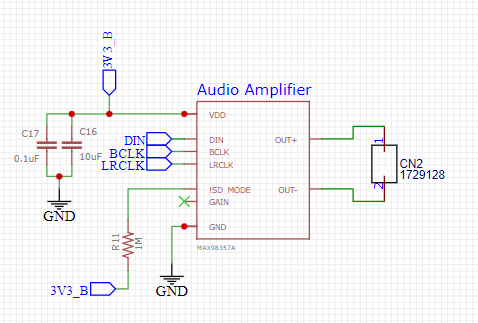 3V3_B
Audio Amplifier
VDD
C17
C16
0.1uF
10uF
DIN
BCLK
LRCLK
DIN
BCLK
LRCLK
OUT+
1
CN2
1729128
2
!SD_MODE
OUT-
GAIN
GND
GND
R11
1M
MAX98357A
3V3_B
GND